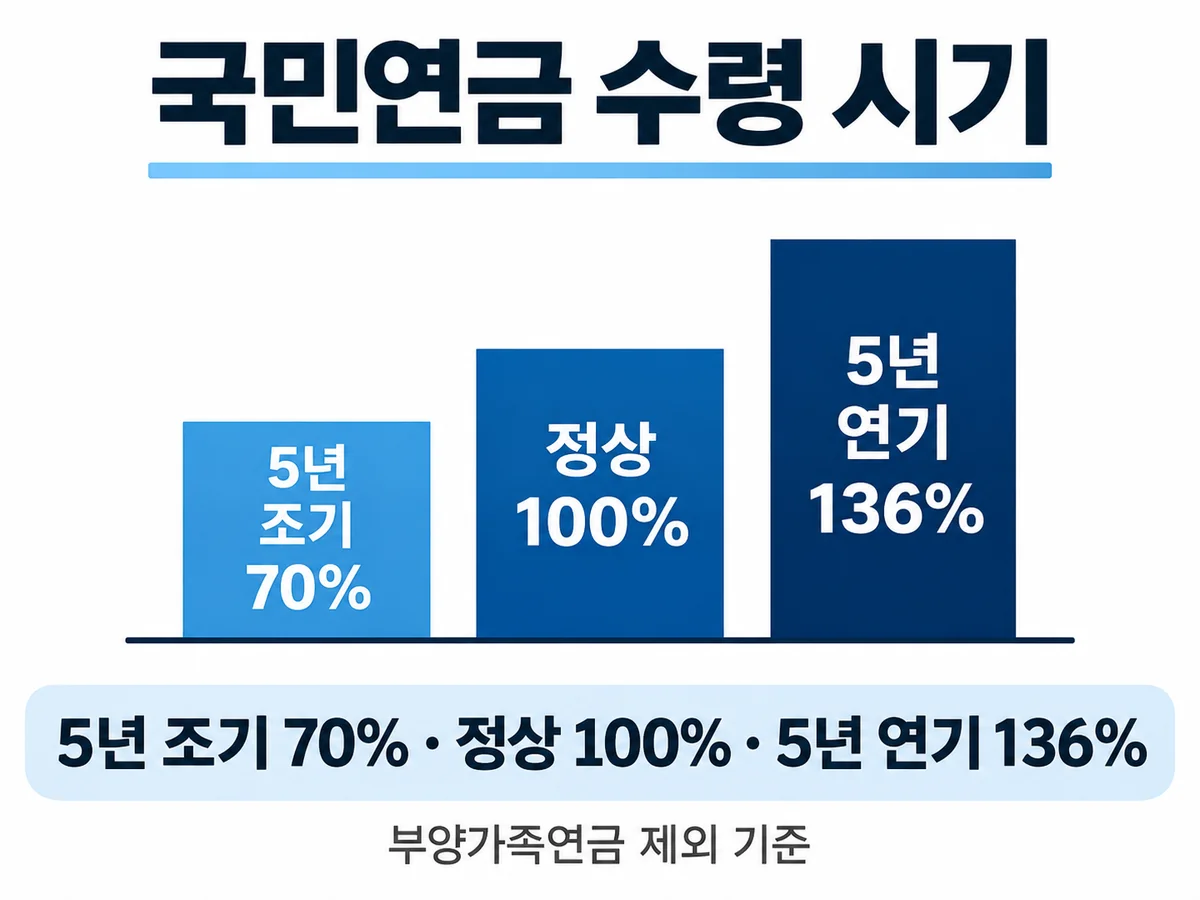 국민연금 수령 시기
5년
조기
70%
정상
100%
5년
연기
136%
5년 조기 70% · 정상 100% · 5년 연기 136%
부양가족연금 제외 기준